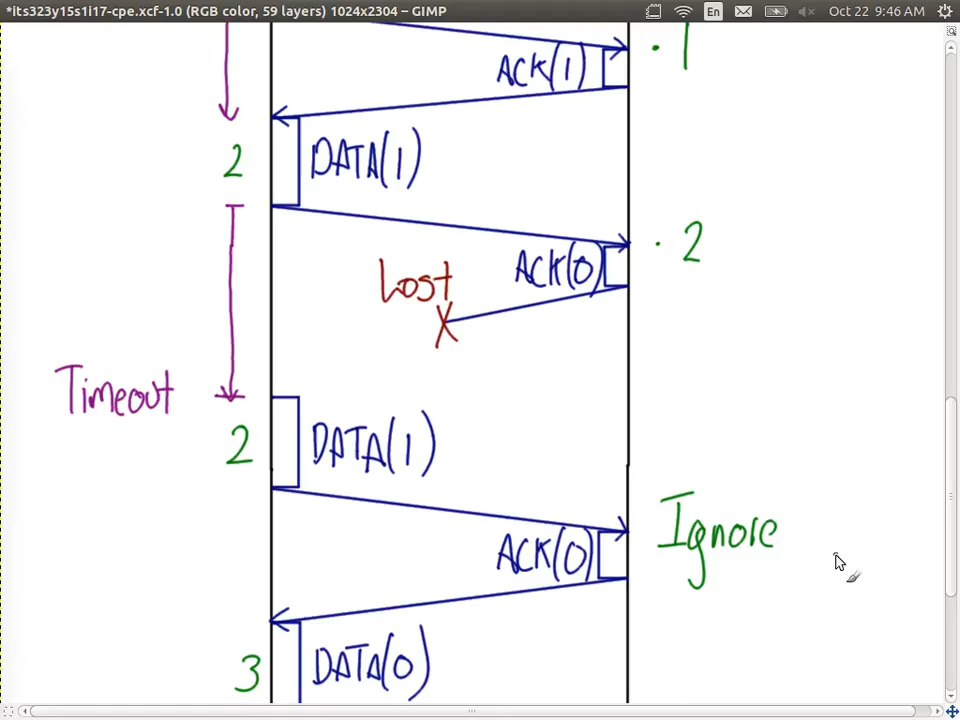 *its323y15s1i17-cpe.xcf-1.0 (RGB color, 59 layers) 1024x2304 – GIMP
En
Oct 22 9:46 AM
· 1
ACK(1)
2
DATA(1)
· 2
ACK(0)
Lost
X
Timeout
2
DATA(1)
Ignore
ACK(0)
3
DATA(0)